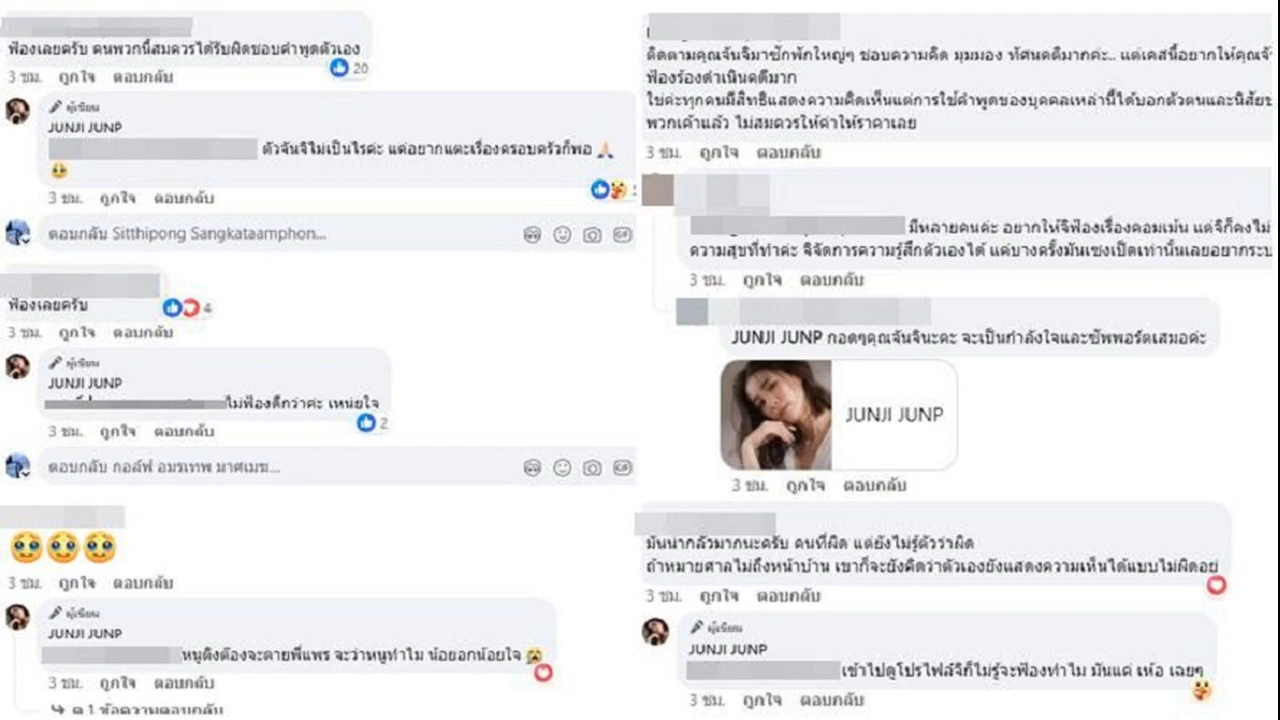 ฟ้องเลยครับ คนพวกนี้สมควรได้รับผิดชอบคำพูดตัวเอง
20
3 ชม. ถูกใจ ตอบกลับ
ผู้เขียน
JUNJI JUNP
ตัวจันจิไม่เป็นไรค่ะ แต่อยากแตะเรื่องครอบครัวก็พอ
3 ชม. ถูกใจ ตอบกลับ
ตอบกลับ Sitthipong Sangkataamphon...
ฟ้องเลยครับ
4
3 ชม. ถูกใจ ตอบกลับ
ผู้เขียน
JUNJI JUNP
ไม่ฟ้องดีกว่าค่ะ เหนื่อยใจ
2
3 ชม. ถูกใจ ตอบกลับ
ตอบกลับ กอล์ฟ อมรเทพ มาศเมฆ...
3 ชม. ถูกใจ ตอบกลับ
ผู้เขียน
JUNJI JUNP
หนูติ่งต้องจะตายพี่แพร จะว่าหนูทำไม น้อยอกน้อยใจ
3 ชม. ถูกใจ ตอบกลับ
ดู 1 ข้อความตอบกลับ
ติดตามคุณจันจิมาซักพักใหญ่ๆ ชอบความคิด มุมมอง ทัศนคติมากค่ะ.. แต่เคสนี้อยากให้คุณจั
ฟ้องร้องดำเนินคดีมาก
ใช่ค่ะทุกคนมีสิทธิแสดงความคิดเห็นแต่การใช้คำพูดของบุคคลเหล่านี้ได้บอกตัวตนและนิสัยข
พวกเค้าแล้ว ไม่สมควรให้ค่าให้ราคาเลย
3 ชม. ถูกใจ ตอบกลับ
มีหลายคนค่ะ อยากให้จิฟ้องเรื่องคอมเม้น แต่จิก็คงไม่
ความสุขที่ทำค่ะ จิจัดการความรู้สึกตัวเองได้ แค่บางครั้งมันเซงเป็ดเท่านั้นเลยอยากระบ
3 ชม. ถูกใจ ตอบกลับ
JUNJI JUNP กอดๆคุณจันจินะคะ จะเป็นกำลังใจและซัพพอร์ตเสมอค่ะ
JUNJI JUNP
3 ชม. ถูกใจ ตอบกลับ
มันน่ากลัวมากนะครับ คนที่ผิด แต่ยังไม่รู้ตัวว่าผิด
ถ้าหมายศาลไม่ถึงหน้าบ้าน เขาก็จะยังคิดว่าตัวเองยังแสดงความเห็นได้แบบไม่ผิดอยู่
3 ชม. ถูกใจ ตอบกลับ
ผู้เขียน
JUNJI JUNP
เข้าไปดูโปรไฟล์จิก็ไม่รู้จะฟ้องทำไม มันแค่ เห้อ เฉยๆ
3 ชม. ถูกใจ ตอบกลับ